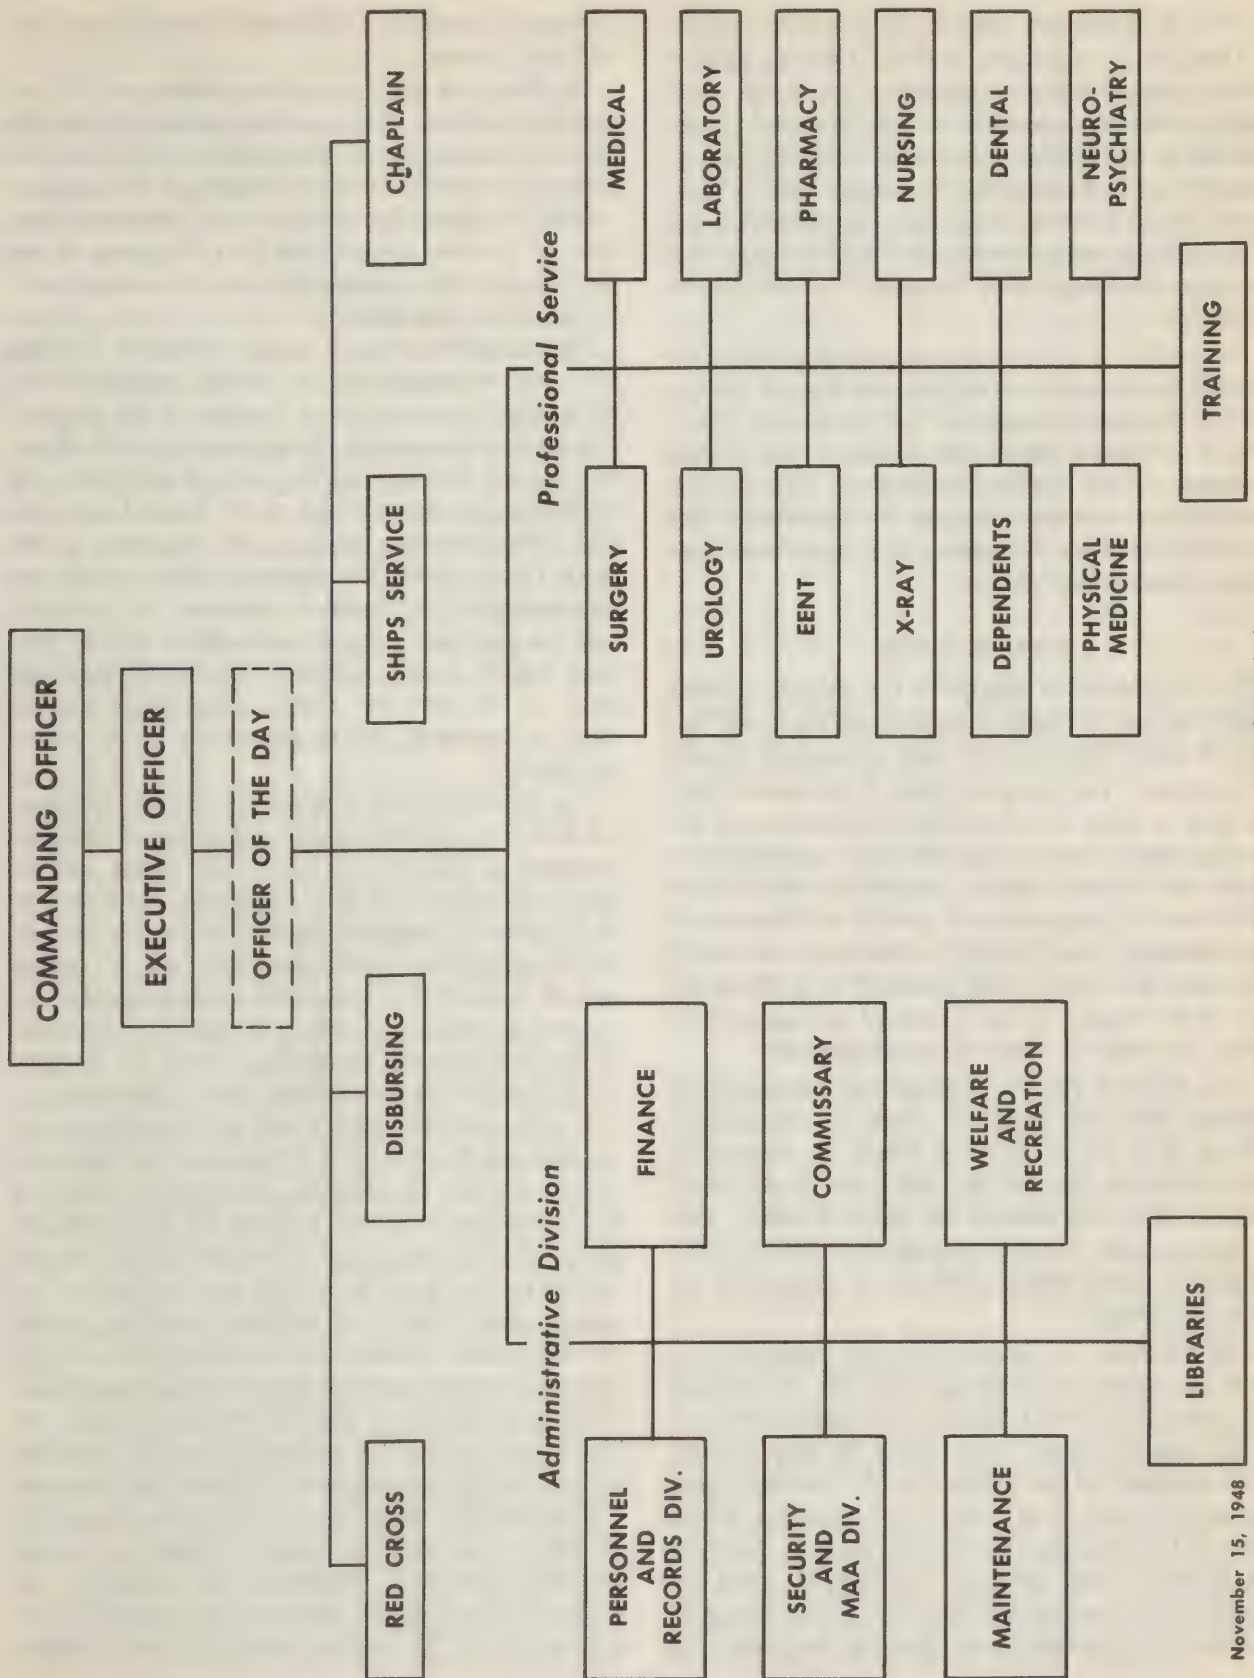 COMMANDING OFFICER
EXECUTIVE OFFICER
OFFICER OF THE DAY
RED CROSS
DISBURSING
SHIPS SERVICE
CHAPLAIN
Administrative Division
PERSONNEL
AND
RECORDS DIV.
FINANCE
SECURITY
AND
MAA DIV.
COMMISSARY
MAINTENANCE
WELFARE
AND
RECREATION
LIBRARIES
Professional Service
SURGERY
MEDICAL
UROLOGY
LABORATORY
EENT
PHARMACY
X-RAY
NURSING
DEPENDENTS
DENTAL
PHYSICAL
MEDICINE
NEURO-
PSYCHIATRY
TRAINING
November 15, 1948